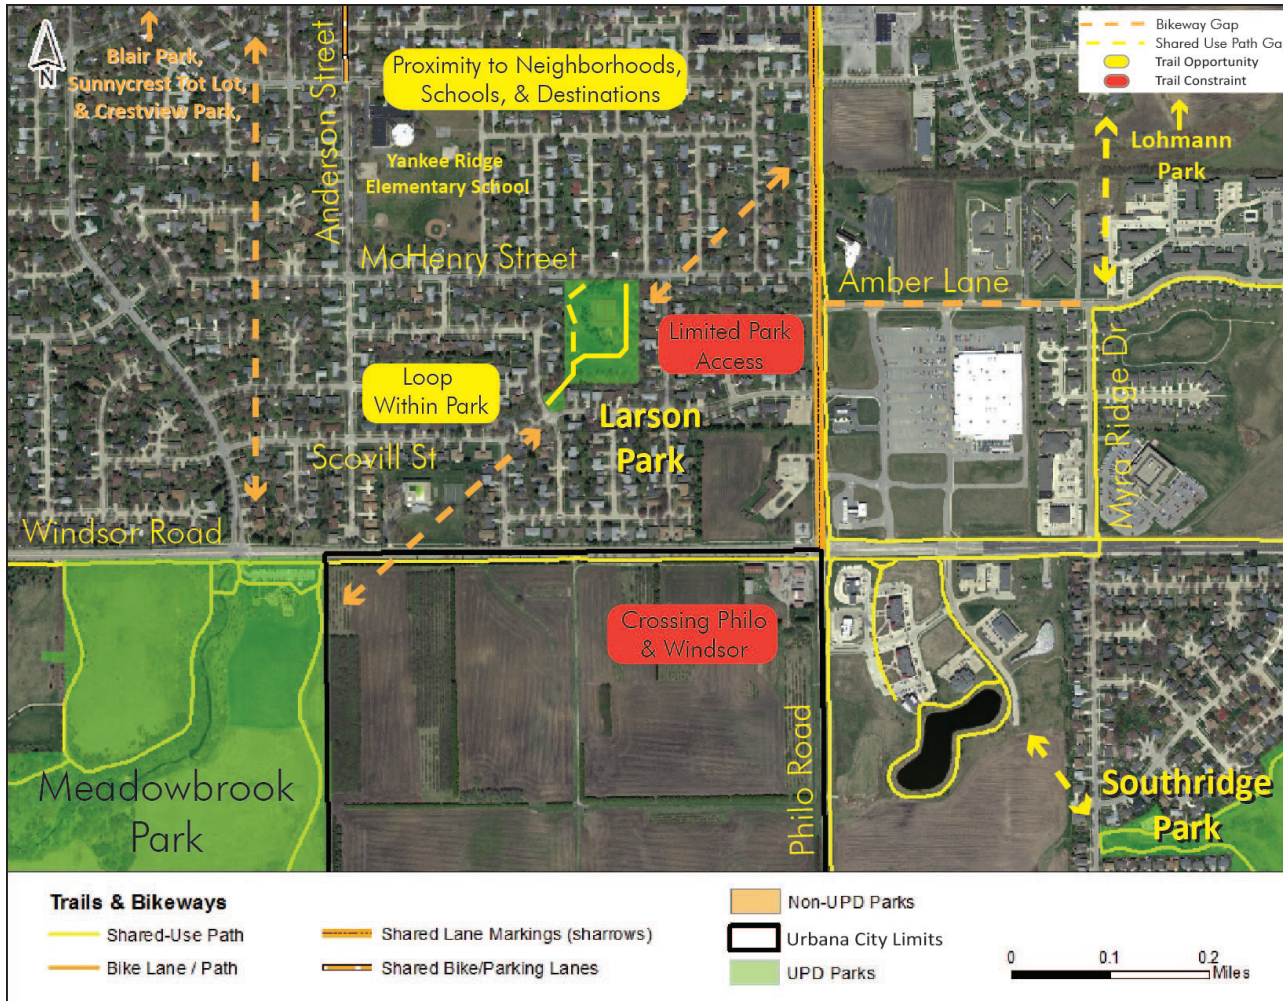 Blair Park,
Sunnycrest Tot Lot,
& Crestview Park,
N
Anderson Street
Proximity to Neighborhoods,
Schools, & Destinations
Bikeway Gap
Shared Use Path Ga
Trail Opportunity
Trail Constraint
Lohmann
Park
Yankee Ridge
Elementary School
McHenry Street
Amber Lane
Limited Park
Access
Loop
Within Park
Larson
Park
Myra Ridge Dr
Scovill St
Windsor Road
Crossing Philo
& Windsor
Philo Road
Meadowbrook
Park
Southridge
Park
Trails & Bikeways
Shared-Use Path
Bike Lane / Path
Shared Lane Markings (sharrows)
Shared Bike/Parking Lanes
Non-UPD Parks
Urbana City Limits
UPD Parks
0 0.1 0.2
Miles